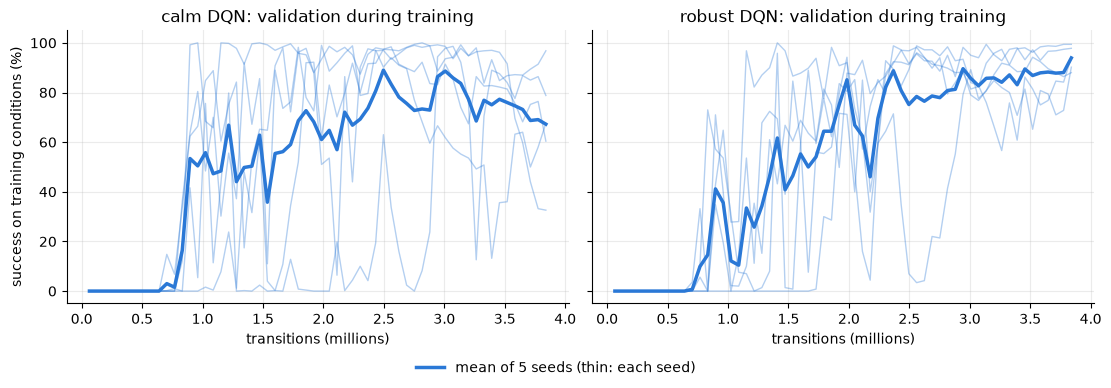 calm DQN: validation during training
robust DQN: validation during training
success on training conditions (%)
100
80
60
40
20
0
0.0 0.5 1.0 1.5 2.0 2.5 3.0 3.5 4.0
0.0 0.5 1.0 1.5 2.0 2.5 3.0 3.5 4.0
transitions (millions)
transitions (millions)
mean of 5 seeds (thin: each seed)